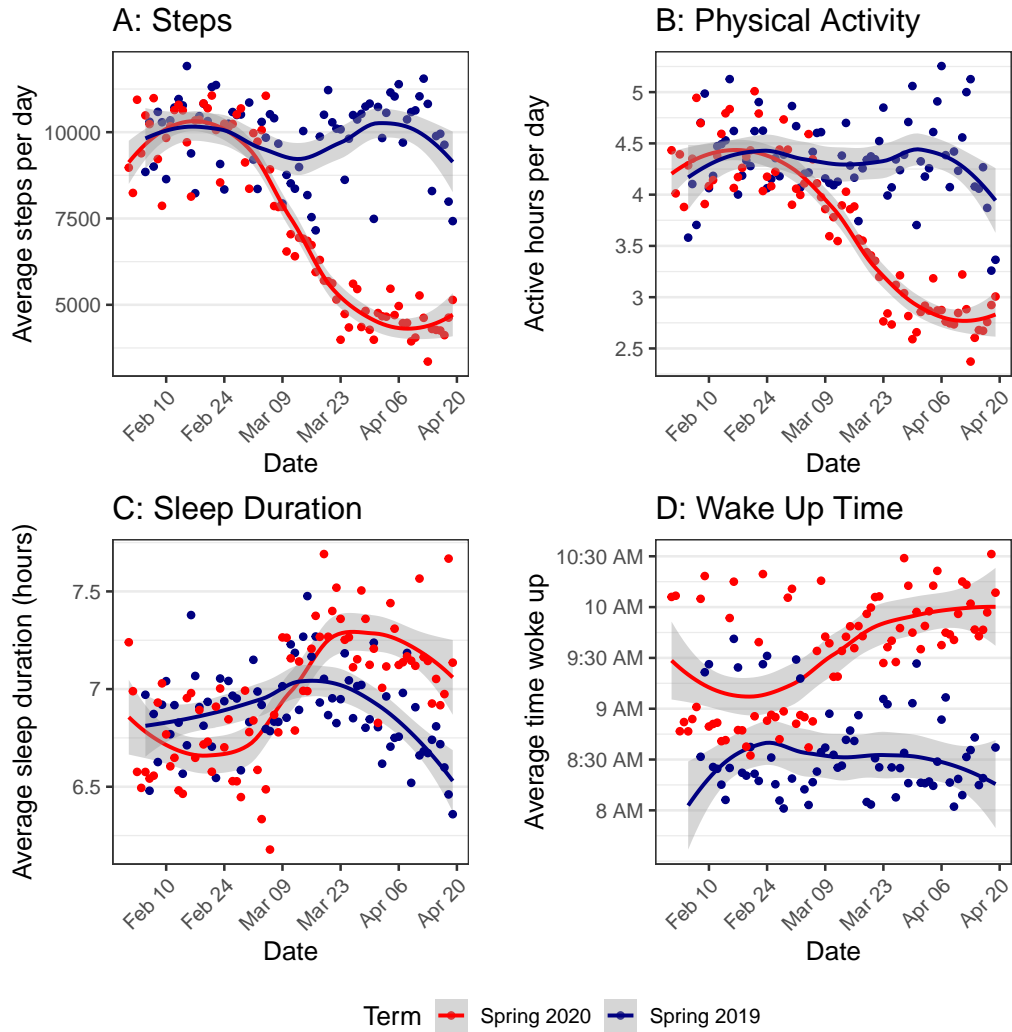 A: Steps
Average steps per day
10000
7500
5000
Feb 10
Feb 24
Mar 09
Mar 23
Apr 06
Apr 20
Date
B: Physical Activity
Active hours per day
5
4.5
4
3.5
3
2.5
Feb 10
Feb 24
Mar 09
Mar 23
Apr 06
Apr 20
Date
C: Sleep Duration
Average sleep duration (hours)
7.5
7
6.5
Feb 10
Feb 24
Mar 09
Mar 23
Apr 06
Apr 20
Date
D: Wake Up Time
Average time woke up
10:30 AM
10 AM
9:30 AM
9 AM
8:30 AM
8 AM
Feb 10
Feb 24
Mar 09
Mar 23
Apr 06
Apr 20
Date
Term Spring 2020 Spring 2019